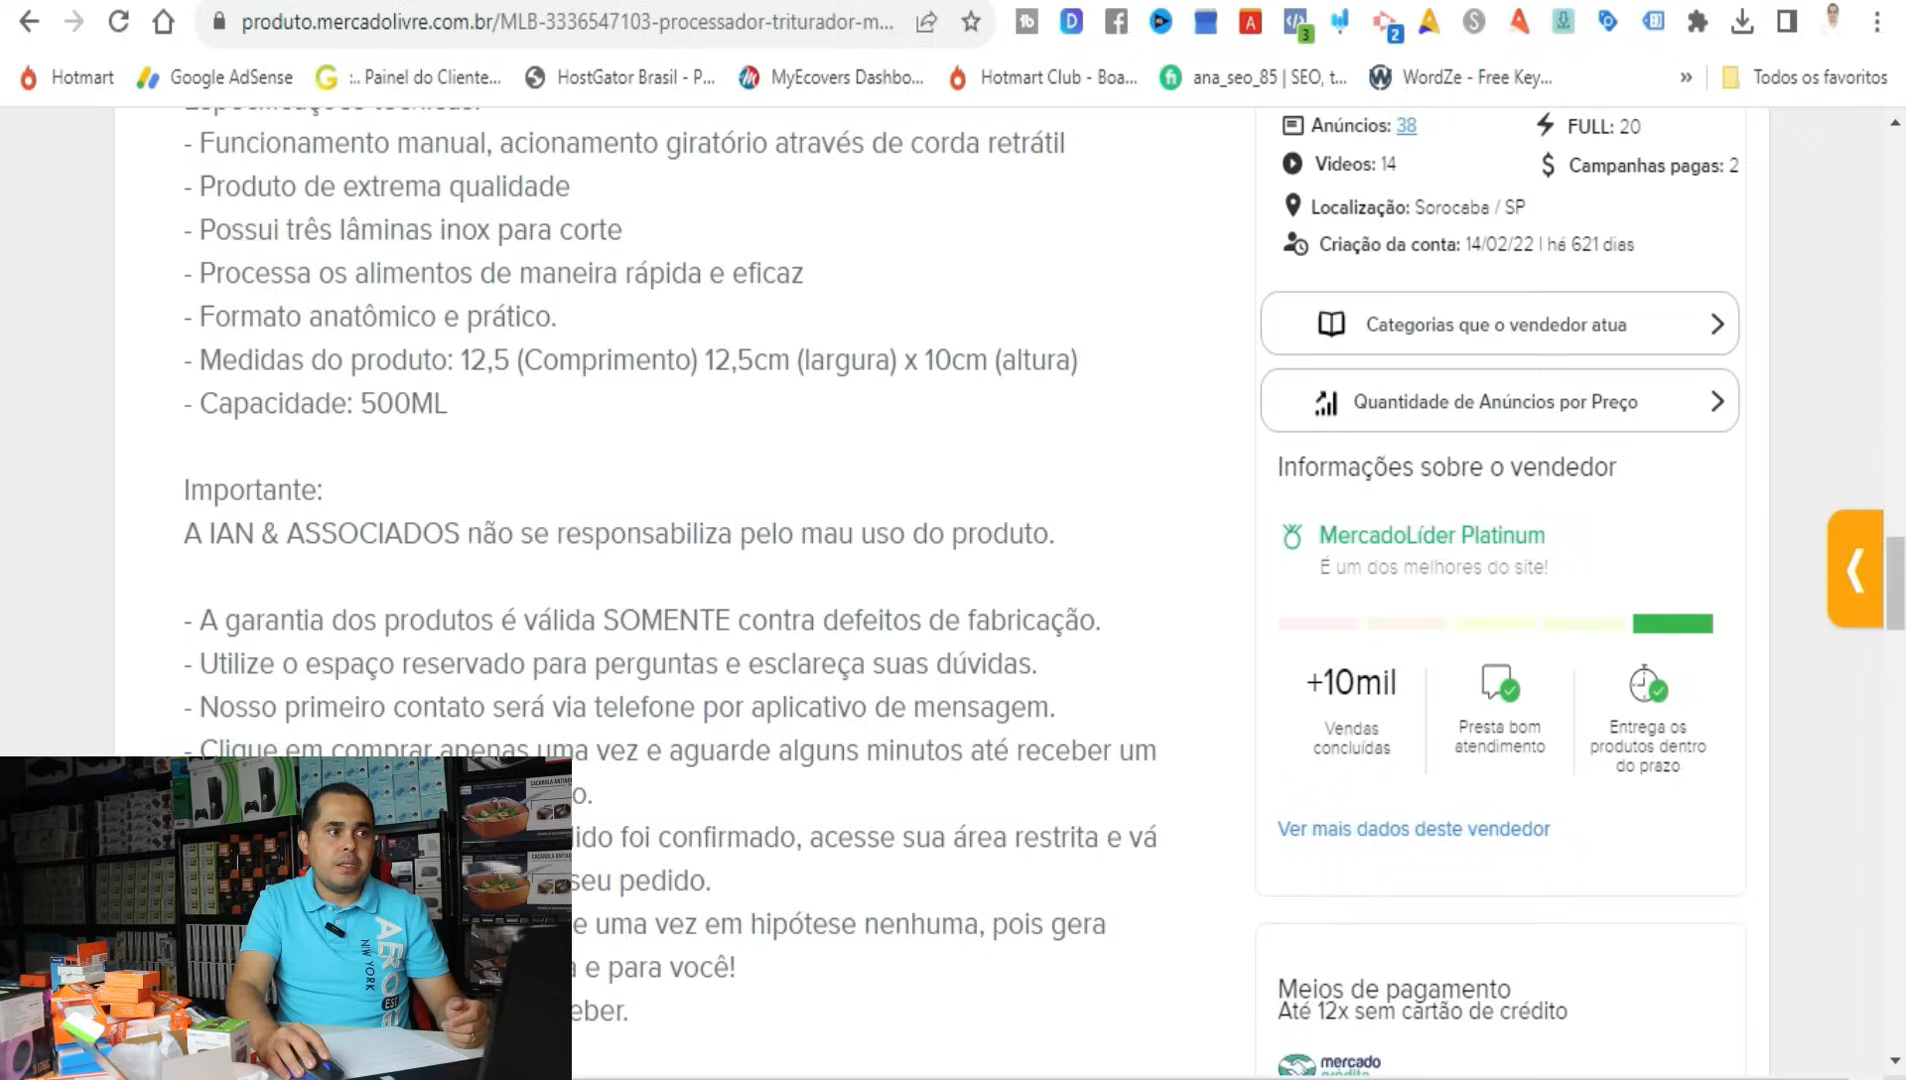 produto.mercadolivre.com.br/MLB-3336547103-processador-triturador-m...
Hotmart
Google AdSense
:.. Painel do Cliente...
HostGator Brasil - P...
MyEcovers Dashbo...
Hotmart Club - Boa...
ana_seo_85 | SEO, t...
WordZe - Free Key...
»
Todos os favoritos
- Funcionamento manual, acionamento giratório através de corda retrátil
- Produto de extrema qualidade
- Possui três lâminas inox para corte
- Processa os alimentos de maneira rápida e eficaz
- Formato anatômico e prático.
- Medidas do produto: 12,5 (Comprimento) 12,5cm (largura) x 10cm (altura)
- Capacidade: 500ML
Importante:
A IAN & ASSOCIADOS não se responsabiliza pelo mau uso do produto.
- A garantia dos produtos é válida SOMENTE contra defeitos de fabricação.
- Utilize o espaço reservado para perguntas e esclareça suas dúvidas.
- Nosso primeiro contato será via telefone por aplicativo de mensagem.
- Clique em comprar apenas uma vez e aguarde alguns minutos até receber um
o.
ido foi confirmado, acesse sua área restrita e vá
seu pedido.
e uma vez em hipótese nenhuma, pois gera
a e para você!
eber.
Anúncios: 38
FULL: 20
Videos: 14
Campanhas pagas: 2
Localização: Sorocaba / SP
Criação da conta: 14/02/22 | há 621 dias
Categorias que o vendedor atua
Quantidade de Anúncios por Preço
Informações sobre o vendedor
MercadoLíder Platinum
É um dos melhores do site!
+10mil
Vendas
concluídas
Presta bom
atendimento
Entrega os
produtos dentro
do prazo
Ver mais dados deste vendedor
Meios de pagamento
Até 12x sem cartão de crédito
mercado
AERO
NEW YORK